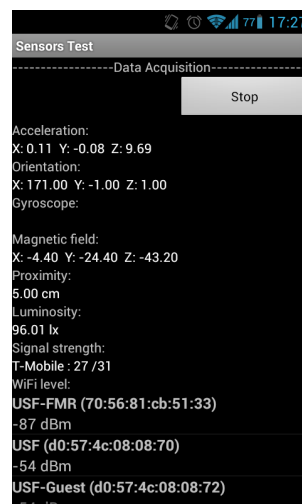 77 17:27
Sensors Test
-----------------Data Acquisition---------------
Stop
Acceleration:
X: 0.11 Y: -0.08 Z: 9.69
Orientation:
X: 171.00 Y: -1.00 Z: 1.00
Gyroscope:
Magnetic field:
X: -4.40 Y: -24.40 Z: -43.20
Proximity:
5.00 cm
Luminosity:
96.01 lx
Signal strength:
T-Mobile : 27 /31
WiFi level:
USF-FMR (70:56:81:cb:51:33)
-87 dBm
USF (d0:57:4c:08:08:70)
-54 dBm
USF-Guest (d0:57:4c:08:08:72)